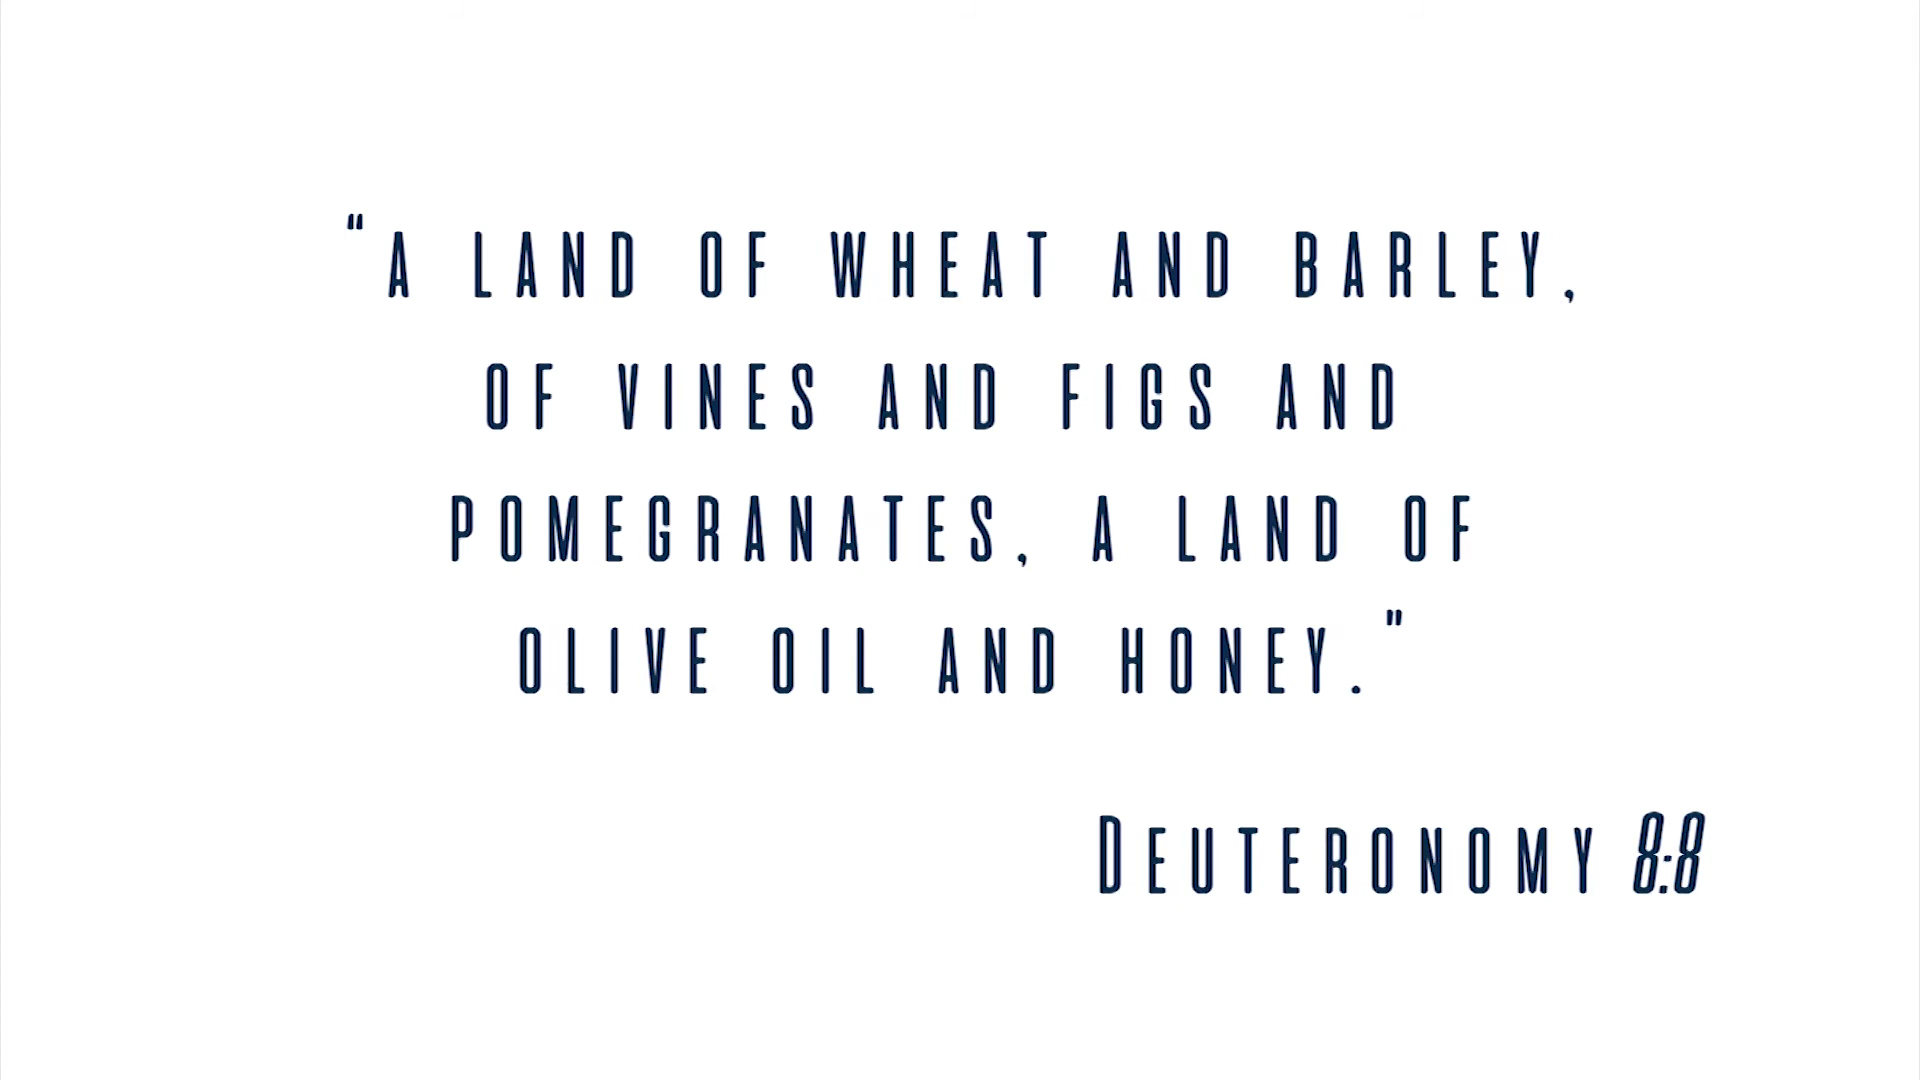 “A LAND OF WHEAT AND BARLEY,
OF VINES AND FIGS AND
POMEGRANATES, A LAND OF
OLIVE OIL AND HONEY."
DEUTERONOMY 8:8